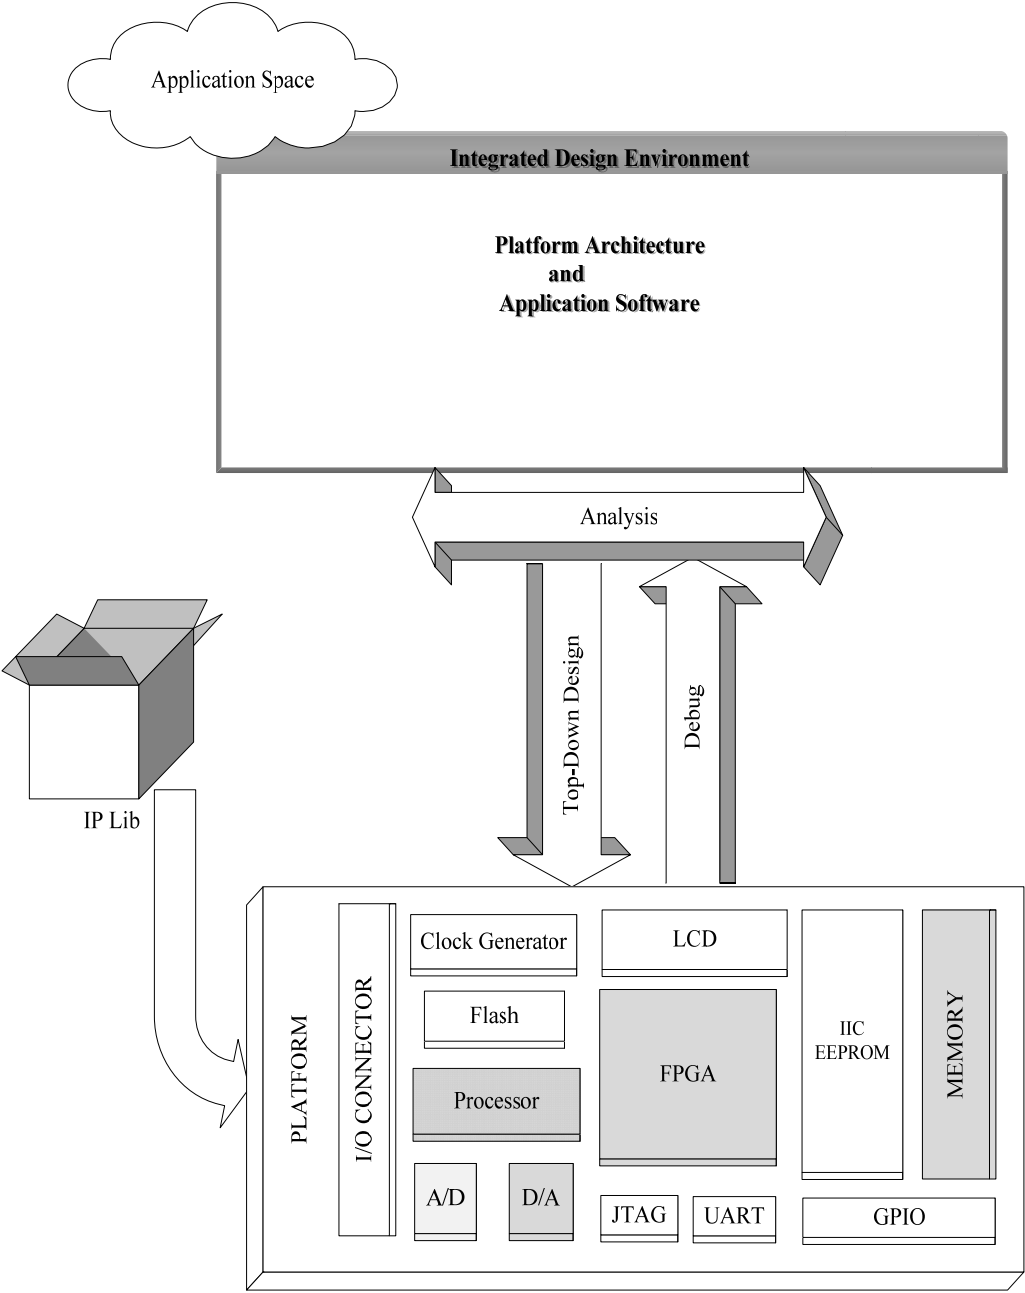 Application Space
Integrated Design Environment
Platform Architecture
and
Application Software
Analysis
Top-Down Design
Debug
IP Lib
PLATFORM
I/O CONNECTOR
Clock Generator
LCD
Flash
IIC
EEPROM
MEMORY
FPGA
Processor
A/D
D/A
JTAG
UART
GPIO